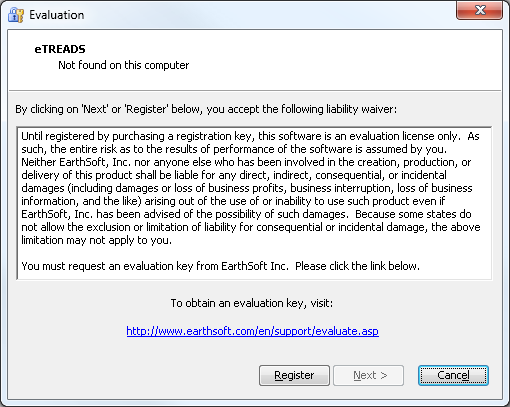 Evaluation
eTREADS
Not found on this computer
By clicking on 'Next' or 'Register' below, you accept the following liability waiver:
Until registered by purchasing a registration key, this software is an evaluation license only.  As
such, the entire risk as to the results of performance of the software is assumed by you.
Neither EarthSoft, Inc. nor anyone else who has been involved in the creation, production, or
delivery of this product shall be liable for any direct, indirect, consequential, or incidental
damages (including damages or loss of business profits, business interruption, loss of business
information, and the like) arising out of the use of or inability to use such product even if
EarthSoft, Inc. has been advised of the possibility of such damages.  Because some states do
not allow the exclusion or limitation of liability for consequential or incidental damage, the above
limitation may not apply to you.
You must request an evaluation key from EarthSoft Inc.  Please click the link below.
To obtain an evaluation key, visit:
http://www.earthsoft.com/en/support/evaluate.asp
Register
Next >
Cancel